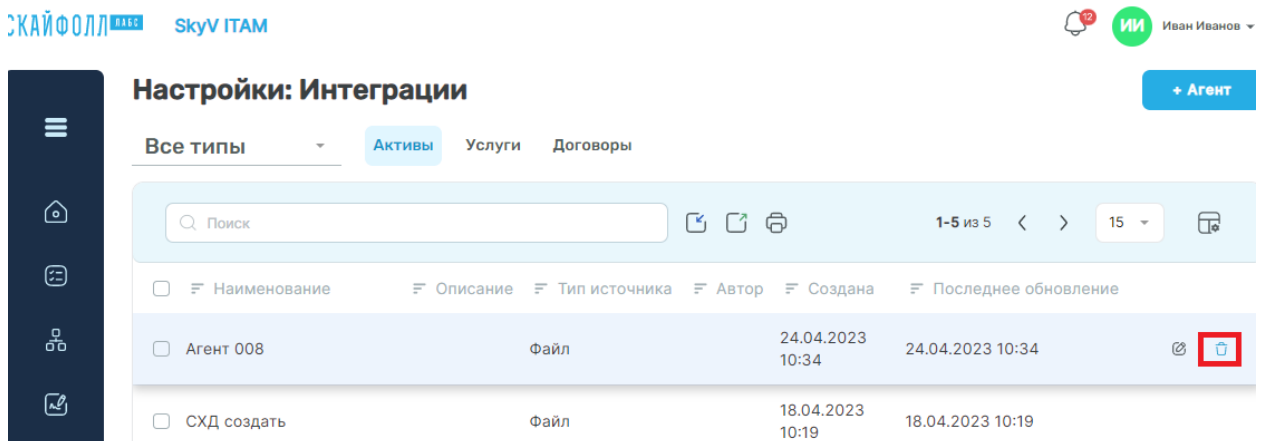 СКАЙФОЛЛ ЛАБС SkyV ITAM 12 ИИ Иван Иванов
Настройки: Интеграции + Агент
Все типы Активы Услуги Договоры
Поиск 1-5 из 5 15
Наименование Описание Тип источника Автор Создана Последнее обновление
Агент 008 Файл 24.04.2023 10:34 24.04.2023 10:34
СХД создать Файл 18.04.2023 10:19 18.04.2023 10:19